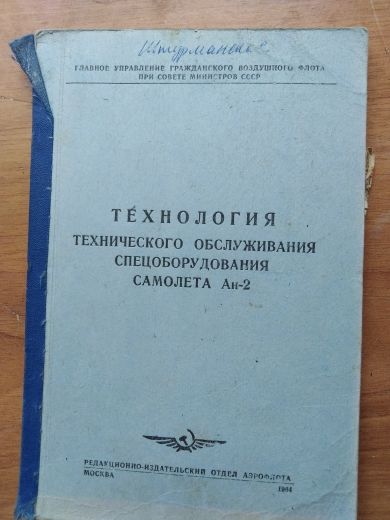 ГЛАВНОЕ УПРАВЛЕНИЕ ГРАЖДАНСКОГО ВОЗДУШНОГО ФЛОТА
ПРИ СОВЕТЕ МИНИСТРОВ СССР
ТЕХНОЛОГИЯ
ТЕХНИЧЕСКОГО ОБСЛУЖИВАНИЯ
СПЕЦОБОРУДОВАНИЯ
САМОЛЕТА Ан-2
РЕДАКЦИОННО-ИЗДАТЕЛЬСКИЙ ОТДЕЛ АЭРОФЛОТА
МОСКВА 1964